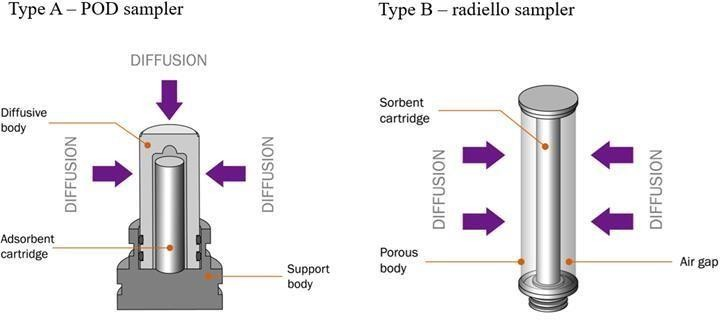 Type A – POD sampler
DIFFUSION
Diffusive
body
DIFFUSION
DIFFUSION
Adsorbent
cartridge
Support
body
Type B – radiello sampler
Sorbent
cartridge
DIFFUSION
DIFFUSION
Porous
body
Air gap